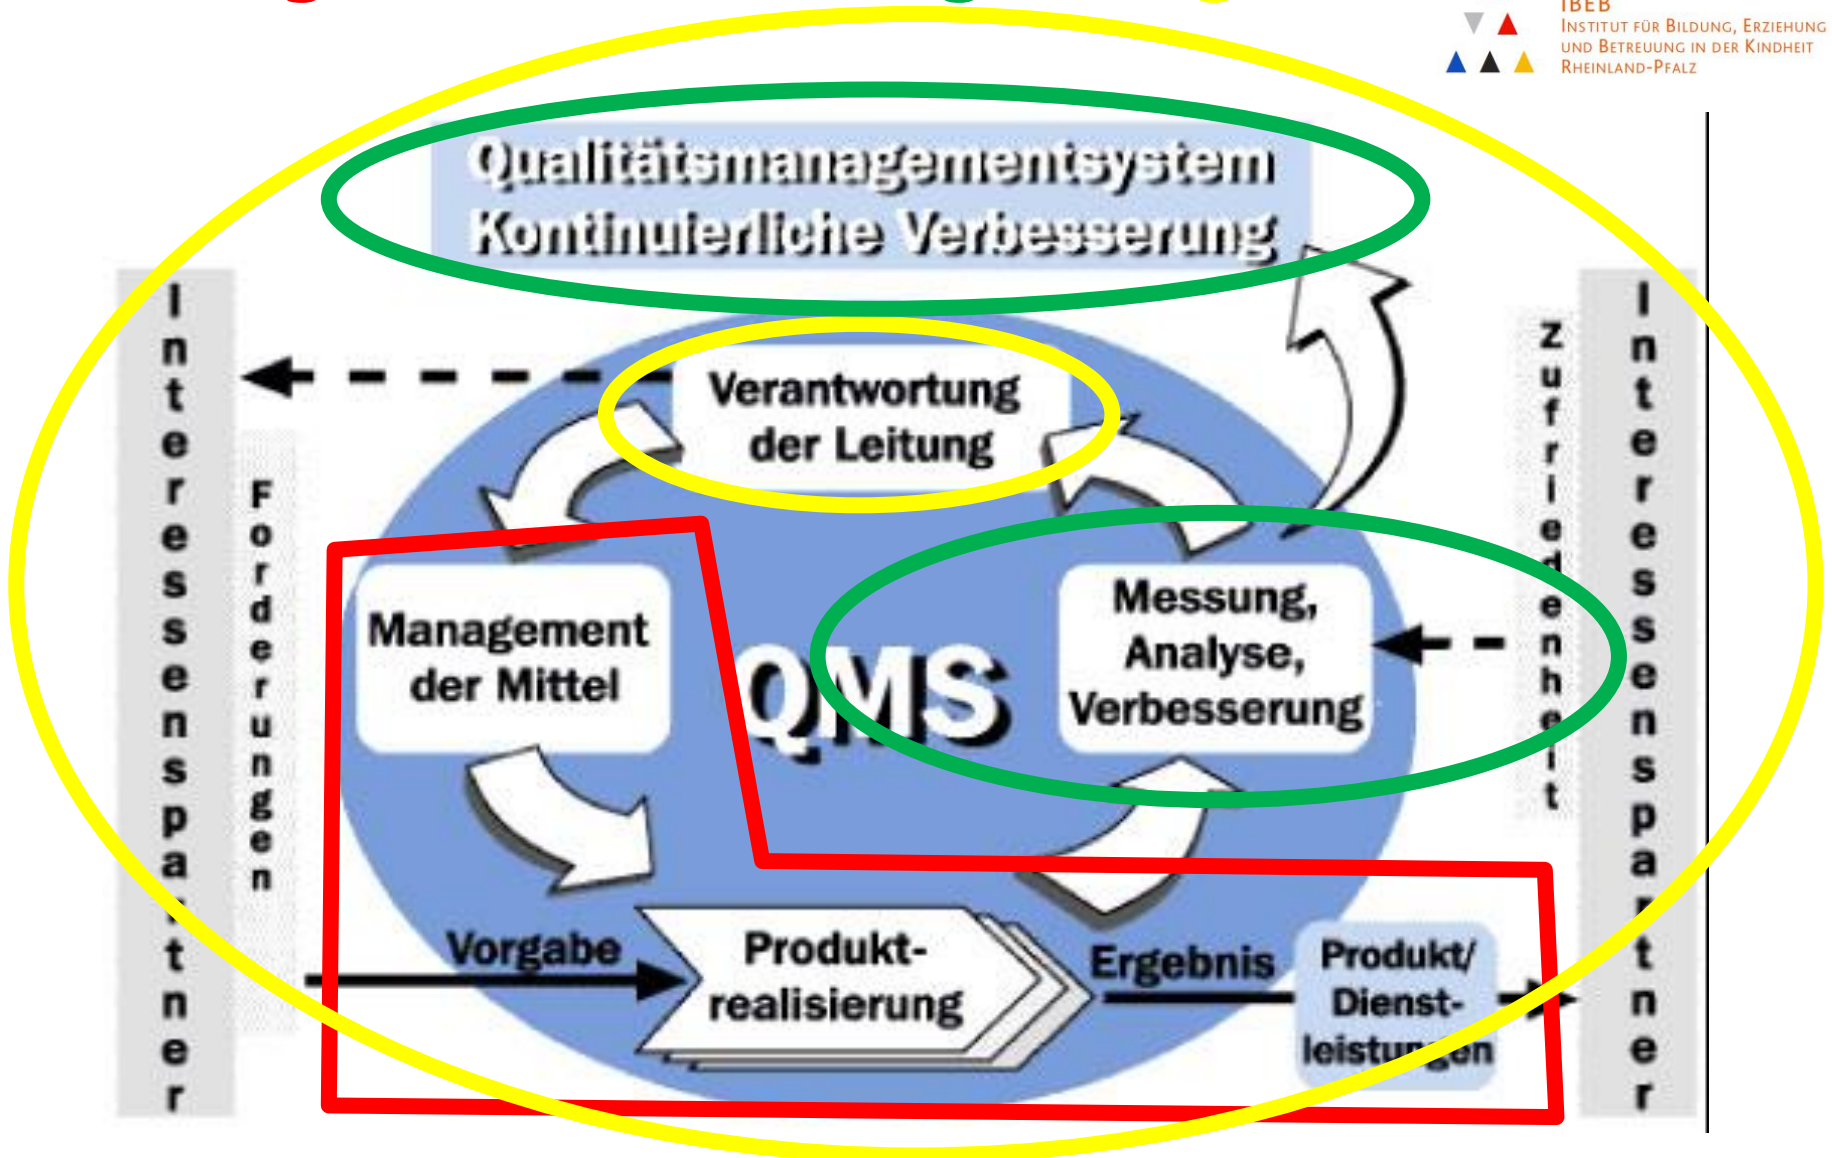 IBEB
INSTITUT FÜR BILDUNG, ERZIEHUNG
UND BETREUUNG IN DER KINDHEIT
RHEINLAND-PFALZ
Qualitätsmanagementsystem
Kontinuierliche Verbesserung
Interessenspartner
Forderungen
Verantwortung
der Leitung
Management
der Mittel
QMS
Messung,
Analyse,
Verbesserung
Zufriedenheit
Interessenspartner
Vorgabe
Produkt-
realisierung
Ergebnis
Produkt/
Dienst-
leistungen